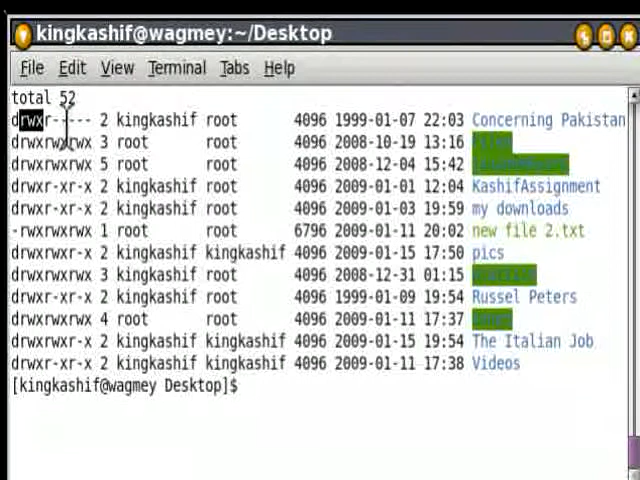 kingkashif@wagmey:~/Desktop
File Edit View Terminal Tabs Help
total 52
drwxr----- 2 kingkashif root 4096 1999-01-07 22:03 Concerning Pakistan
drwxrwxrwx 3 root root 4096 2008-10-19 13:16
drwxrwxrwx 5 root root 4096 2008-12-04 15:42
drwxr-xr-x 2 kingkashif root 4096 2009-01-01 12:04 KashifAssignment
drwxr-xr-x 2 kingkashif root 4096 2009-01-03 19:59 my downloads
-rwxrwxrwx 1 root root 6796 2009-01-11 20:02 new file 2.txt
drwxr-xr-x 2 kingkashif kingkashif 4096 2009-01-15 17:50 pics
drwxrwxrwx 3 kingkashif root 4096 2008-12-31 01:15
drwxr-xr-x 2 kingkashif root 4096 1999-01-09 19:54 Russel Peters
drwxrwxrwx 4 root root 4096 2009-01-11 17:37
drwxr-xr-x 2 kingkashif kingkashif 4096 2009-01-15 19:54 The Italian Job
drwxr-xr-x 2 kingkashif kingkashif 4096 2009-01-11 17:38 Videos
[kingkashif@wagmey Desktop]$